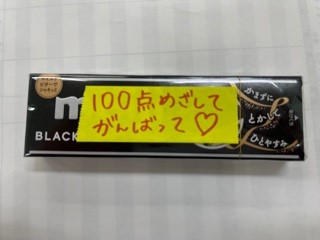 100点めざして
がんばって♡
m
BLACK
かまずに
とかして
ひとやすみ